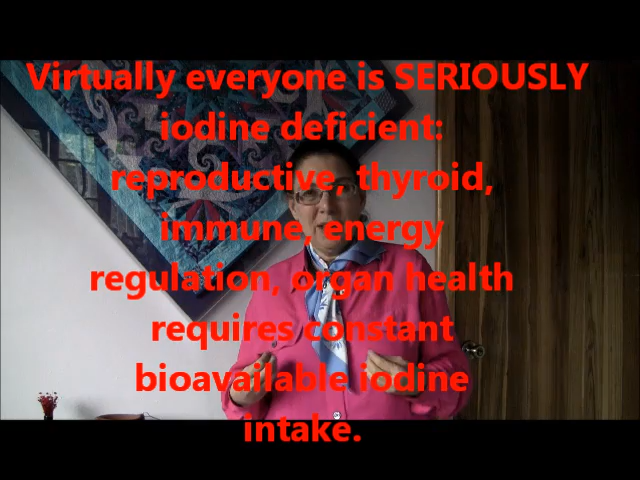 Virtually everyone is SERIOUSLY
iodine deficient:
reproductive, thyroid,
immune, energy
regulation, organ health
requires constant
bioavailable iodine
intake.